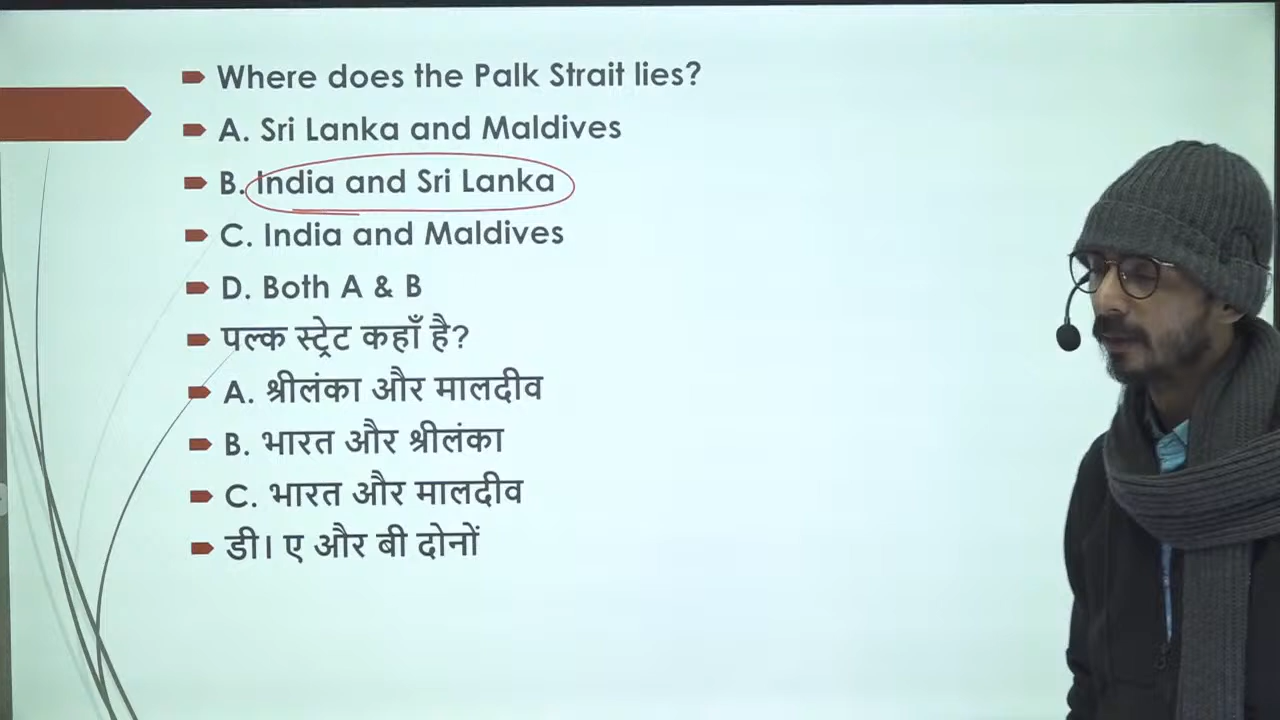 Where does the Palk Strait lies?
A. Sri Lanka and Maldives
B. India and Sri Lanka
C. India and Maldives
D. Both A & B
पल्क स्ट्रेट कहाँ है?
A. श्रीलंका और मालदीव
B. भारत और श्रीलंका
C. भारत और मालदीव
डी। ए और बी दोनों